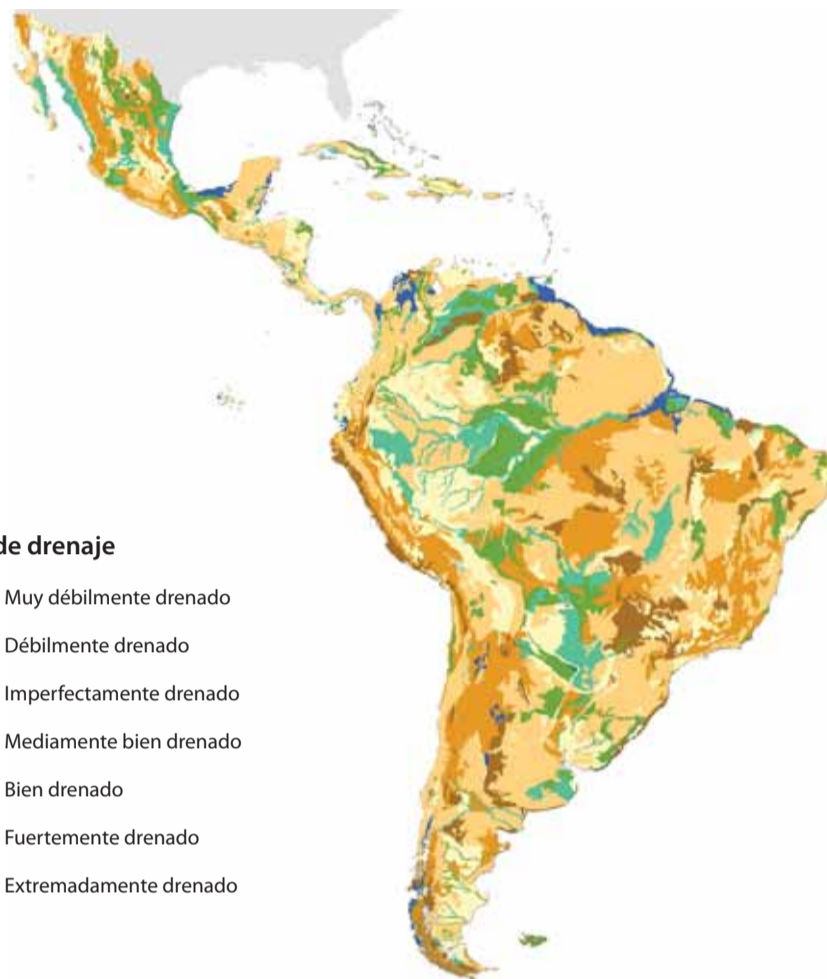 de drenaje
Muy débilmente drenado
Débilmente drenado
Imperfectamente drenado
Mediamente bien drenado
Bien drenado
Fuertemente drenado
Extremadamente drenado